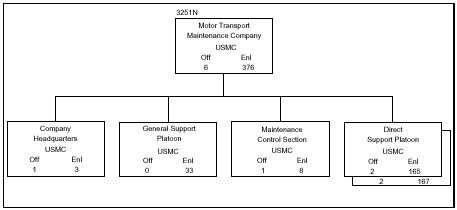 3251N
Motor Transport
Maintenance Company
USMC
Off Enl
6 376
Company
Headquarters
USMC
Off Enl
1 3
General Support
Platoon
USMC
Off Enl
0 33
Maintenance
Control Section
USMC
Off Enl
1 8
Direct
Support Platoon
USMC
Off Enl
2 165
2 167